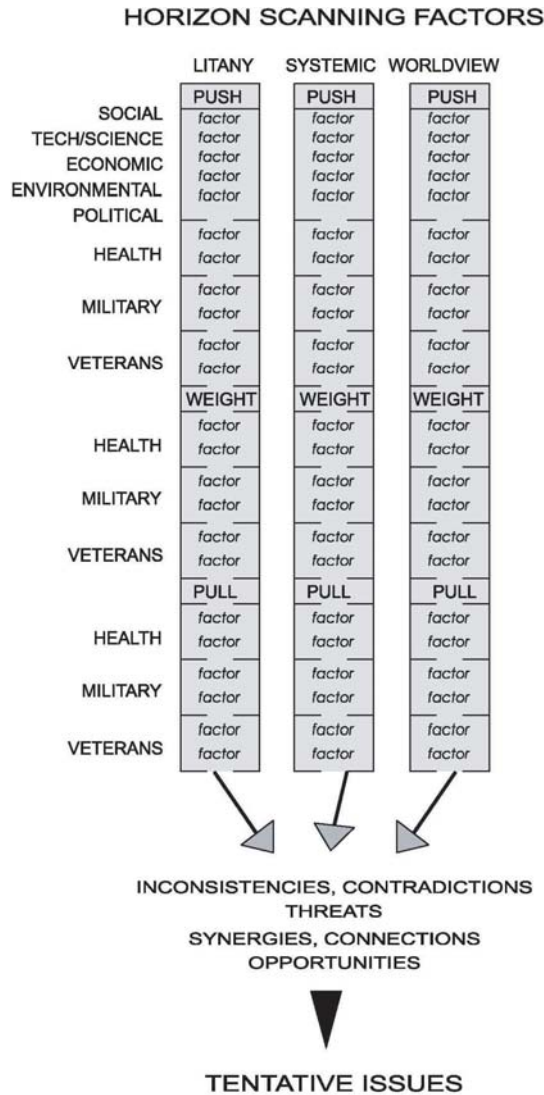 HORIZON SCANNING FACTORS
LITANY SYSTEMIC WORLDVIEW
PUSH PUSH PUSH
SOCIAL factor factor factor
TECH/SCIENCE factor factor factor
ECONOMIC factor factor factor
ENVIRONMENTAL factor factor factor
POLITICAL factor factor factor
factor factor factor
HEALTH factor factor factor
factor factor factor
MILITARY factor factor factor
factor factor factor
VETERANS factor factor factor
WEIGHT WEIGHT WEIGHT
factor factor factor
HEALTH factor factor factor
factor factor factor
MILITARY factor factor factor
factor factor factor
VETERANS factor factor factor
PULL PULL PULL
factor factor factor
HEALTH factor factor factor
factor factor factor
MILITARY factor factor factor
factor factor factor
VETERANS factor factor factor
INCONSISTENCIES, CONTRADICTIONS
THREATS
SYNERGIES, CONNECTIONS
OPPORTUNITIES
TENTATIVE ISSUES